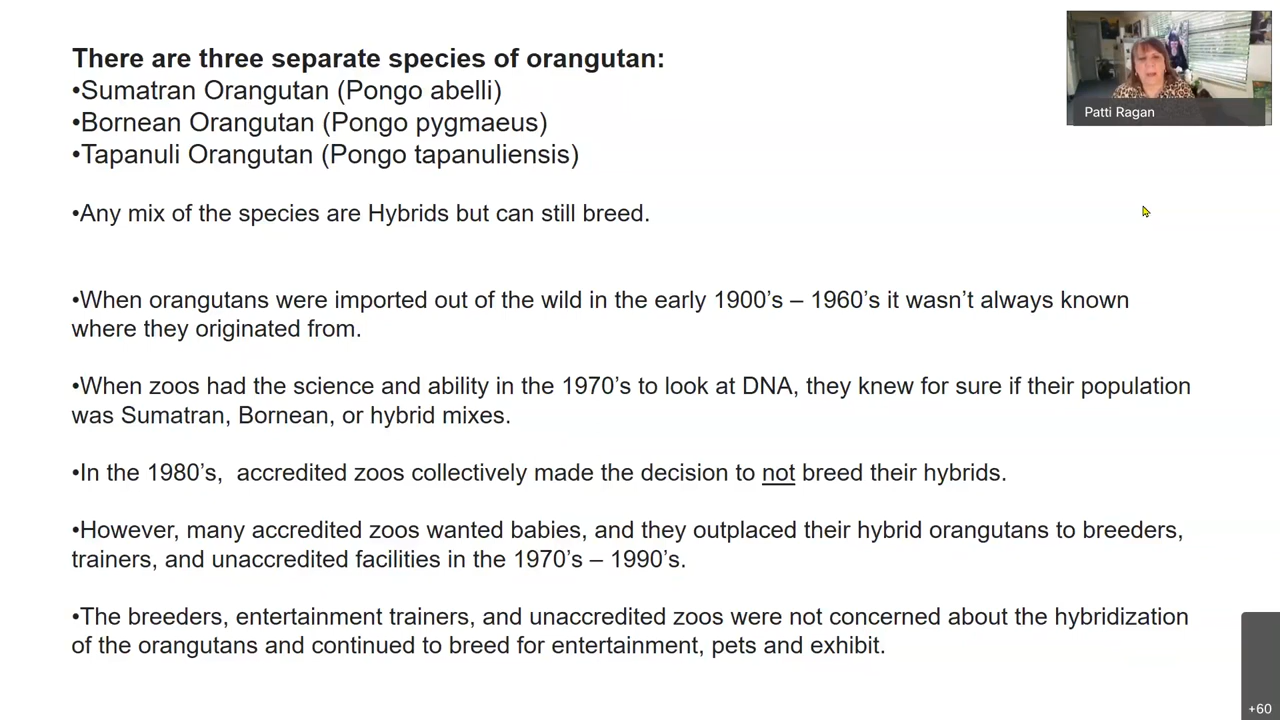 There are three separate species of orangutan:
•Sumatran Orangutan (Pongo abelli)
•Bornean Orangutan (Pongo pygmaeus)
•Tapanuli Orangutan (Pongo tapanuliensis)
•Any mix of the species are Hybrids but can still breed.
•When orangutans were imported out of the wild in the early 1900’s – 1960’s it wasn’t always known
where they originated from.
•When zoos had the science and ability in the 1970’s to look at DNA, they knew for sure if their population
was Sumatran, Bornean, or hybrid mixes.
•In the 1980’s,  accredited zoos collectively made the decision to not breed their hybrids.
•However, many accredited zoos wanted babies, and they outplaced their hybrid orangutans to breeders,
trainers, and unaccredited facilities in the 1970’s – 1990’s.
•The breeders, entertainment trainers, and unaccredited zoos were not concerned about the hybridization
of the orangutans and continued to breed for entertainment, pets and exhibit.
Patti Ragan
+60